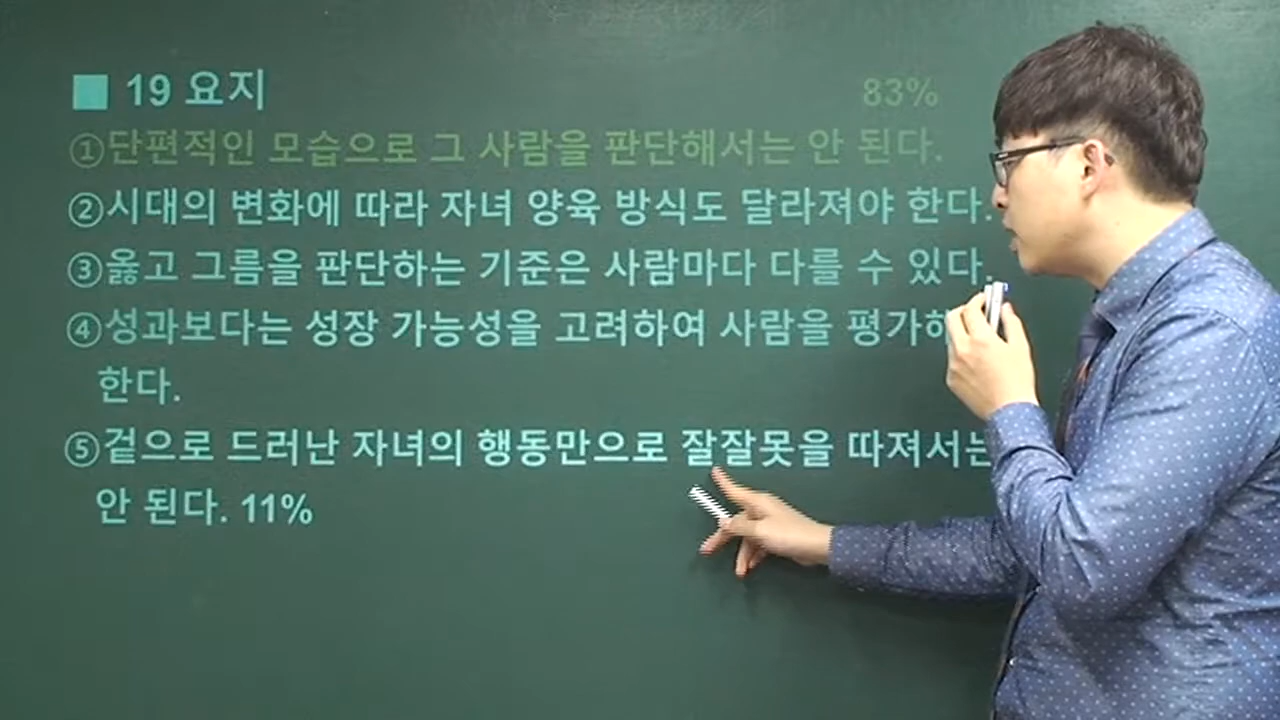 ■ 19 요지 83%
①단편적인 모습으로 그 사람을 판단해서는 안 된다.
②시대의 변화에 따라 자녀 양육 방식도 달라져야 한다.
③옳고 그름을 판단하는 기준은 사람마다 다를 수 있다.
④성과보다는 성장 가능성을 고려하여 사람을
한다.
⑤겉으로 드러난 자녀의 행동만으로 잘잘못을 따져서는
안 된다. 11%